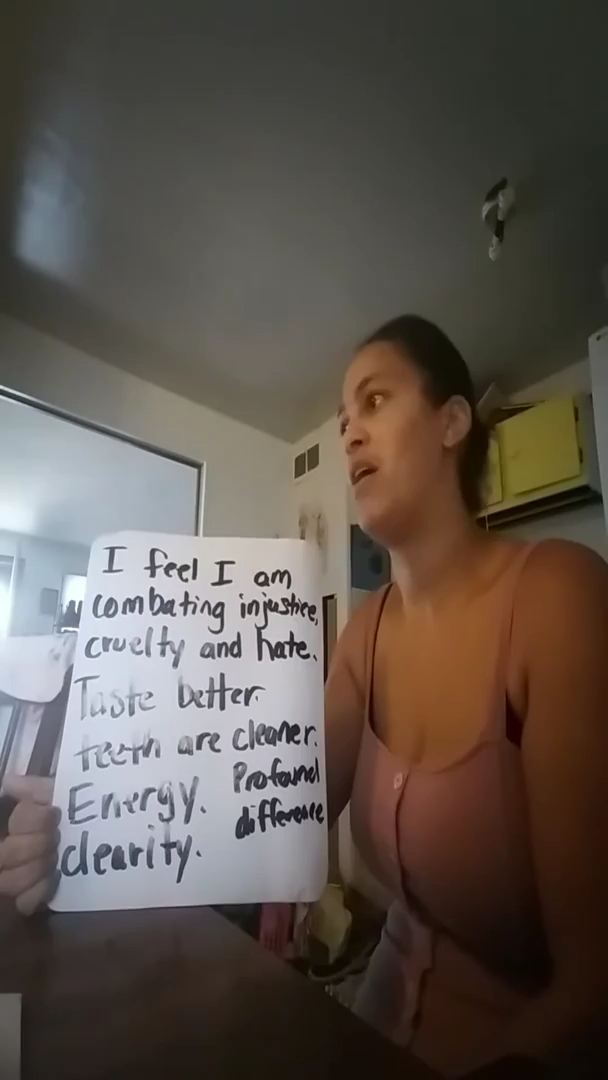 I feel I am
combating injustice,
cruelty and hate.
Taste better.
teeth are cleaner.
Energy. Profound
difference
clearity.